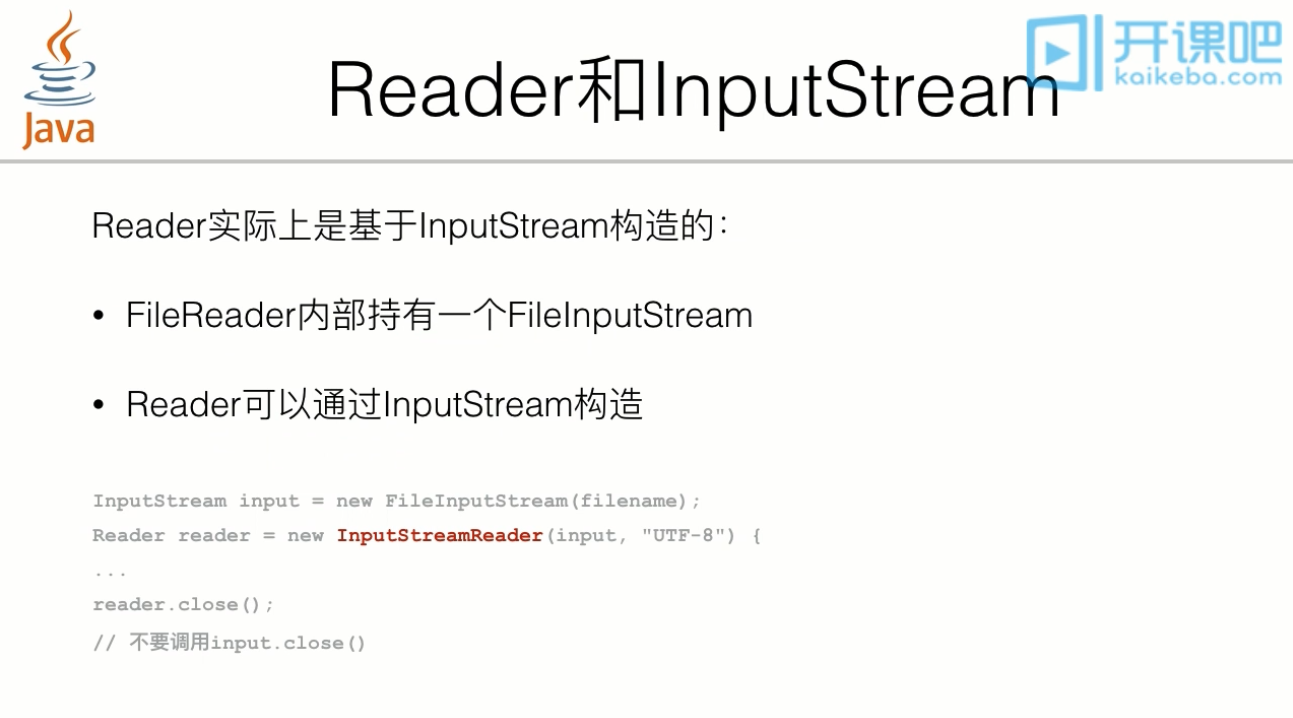 Java
开课吧
kaikeba.com
Reader和InputStream
Reader实际上是基于InputStream构造的：
• FileReader内部持有一个FileInputStream
• Reader可以通过InputStream构造
InputStream input = new FileInputStream(filename);
Reader reader = new InputStreamReader(input, "UTF-8") {
...
reader.close();
// 不要调用input.close()